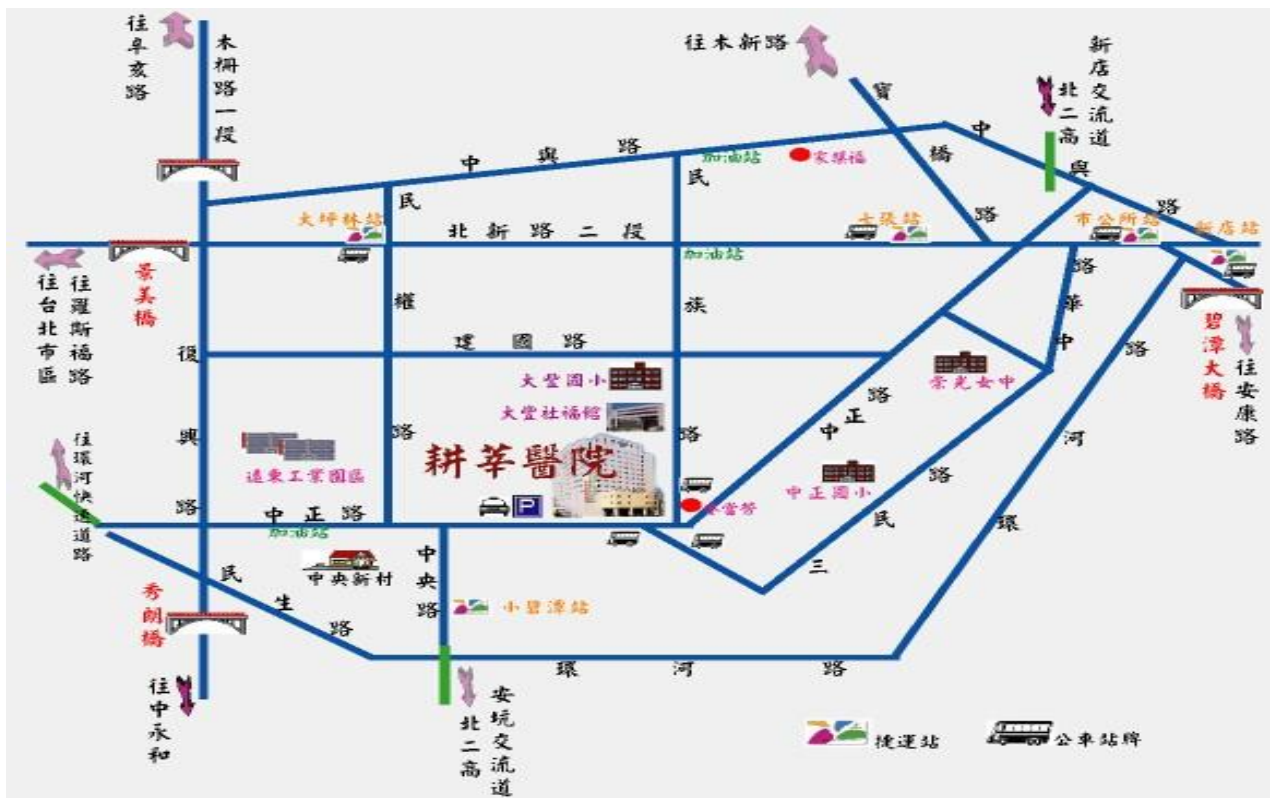 往辛亥路
木柵路一段
往木新路
新店交流道
北二高
寶橋路
中興路
中興路
加油站
家樂福
民權路
民族路
大坪林站
北新路二段
七張站
市公所站
新店站
加油站
景美橋
往羅斯福路
往台北市區
復興路
建國路
大豐國小
大豐社福館
耕莘醫院
P
中正路
崇光女中
中華路
環河路
碧潭大橋
往安康路
往環河快速道路
遠東工業園區
中正路
加油站
中央新村
麥當勞
中正國小
三民路
中央路
小碧潭站
民生路
秀朗橋
環河路
往中永和
安坑交流道
北二高
捷運站
公車站牌